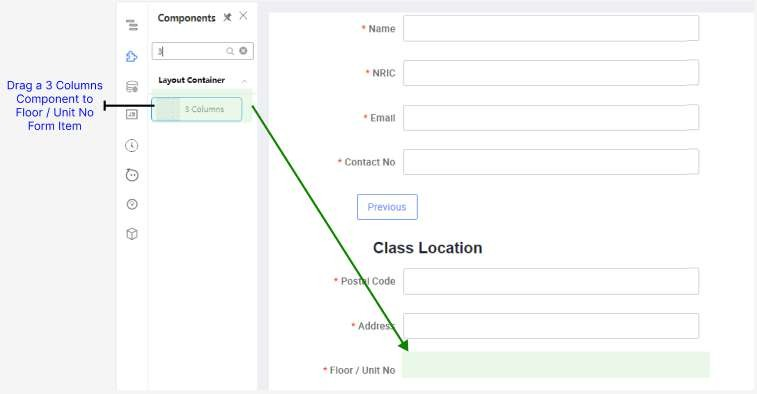 Components
3
Layout Container
3 Columns
Drag a 3 Columns
Component to
Floor / Unit No
Form Item
* Name
* NRIC
* Email
* Contact No
Previous
Class Location
* Postal Code
* Address
* Floor / Unit No